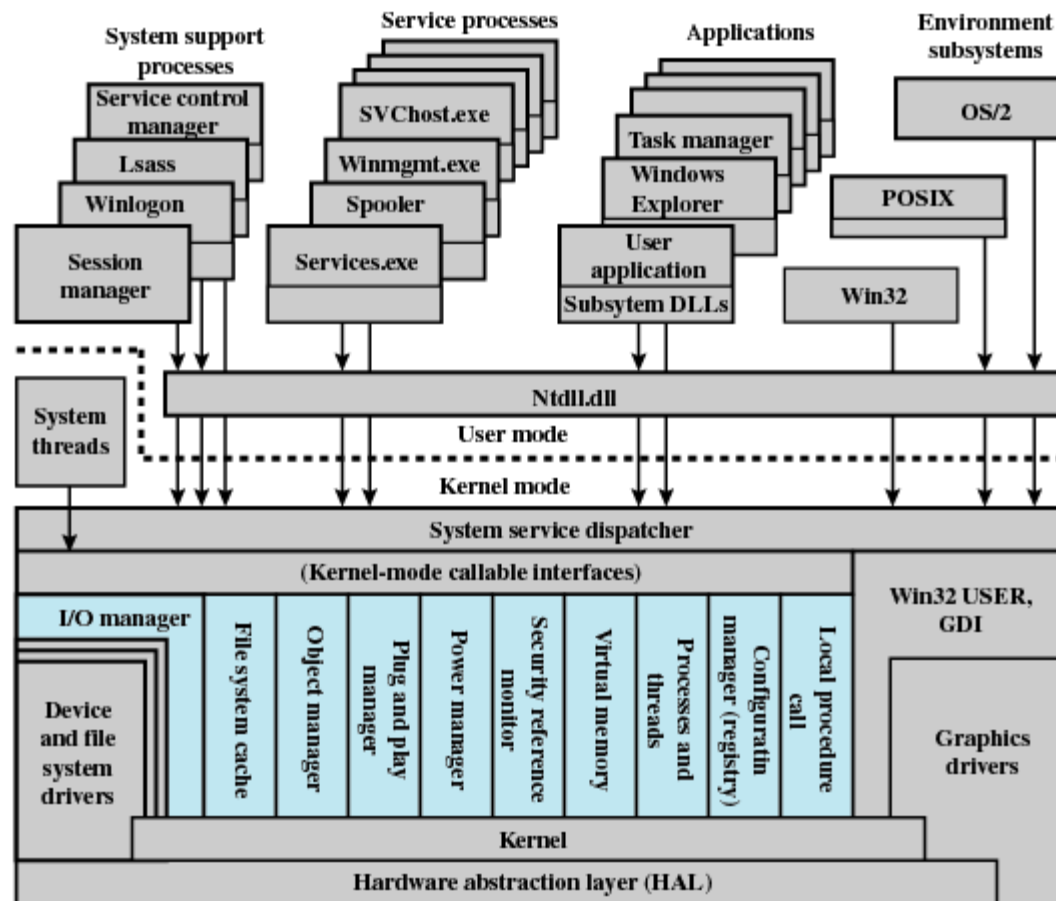 System support
processes
Service processes
Applications
Environment
subsystems
Service control
manager
Lsass
Winlogon
Session
manager
SVChost.exe
Winmgmt.exe
Spooler
Services.exe
Task manager
Windows
Explorer
User
application
Subsytem DLLs
OS/2
POSIX
Win32
System
threads
Ntdll.dll
User mode
Kernel mode
System service dispatcher
(Kernel-mode callable interfaces)
Win32 USER,
GDI
I/O manager
Device
and file
system
drivers
File system cache
Object manager
Plug and play
manager
Power manager
Security reference
monitor
Virtual memory
Processes and
threads
Configuratin
manager (registry)
Local procedure
call
Graphics
drivers
Kernel
Hardware abstraction layer (HAL)